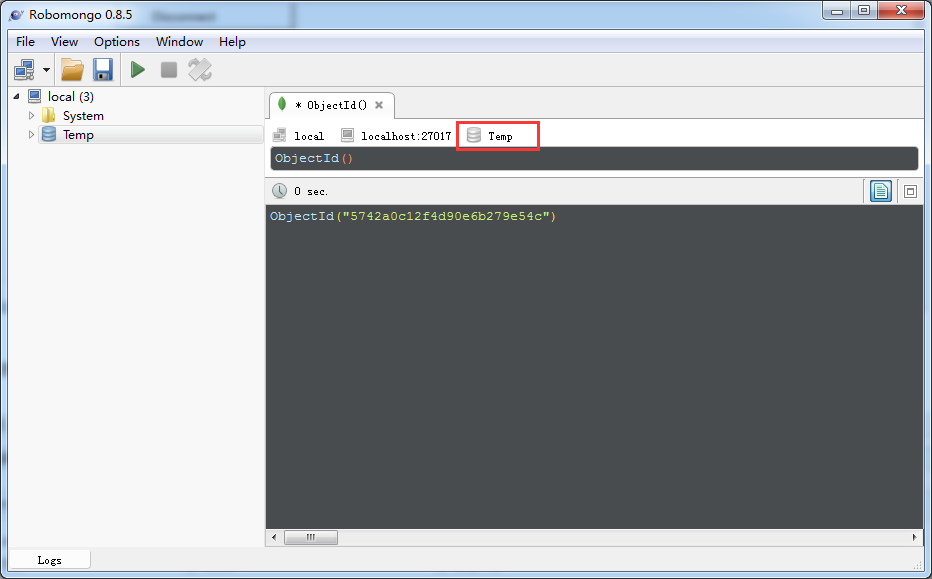 Robomongo 0.8.5
Disconnect
File View Options Window Help
local (3)
System
Temp
* ObjectId()
local localhost:27017 Temp
ObjectId()
0 sec.
ObjectId("5742a0c12f4d90e6b279e54c")
Logs